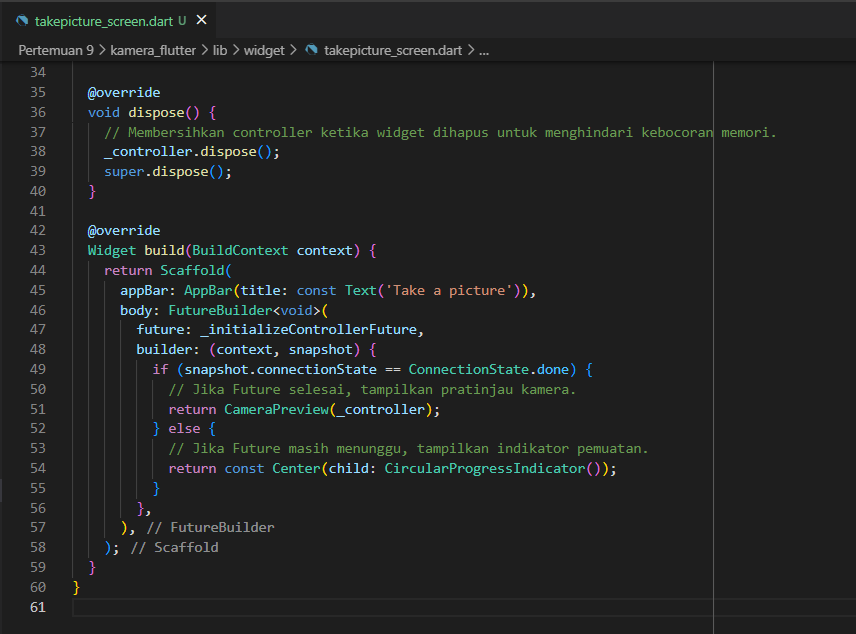 takepicture_screen.dart U
Pertemuan 9 > kamera_flutter > lib > widget > takepicture_screen.dart > ...
34
35 @override
36 void dispose() {
37 // Membersihkan controller ketika widget dihapus untuk menghindari kebocoran memori.
38 _controller.dispose();
39 super.dispose();
40 }
41
42 @override
43 Widget build(BuildContext context) {
44 return Scaffold(
45 appBar: AppBar(title: const Text('Take a picture')),
46 body: FutureBuilder<void>(
47 future: _initializeControllerFuture,
48 builder: (context, snapshot) {
49 if (snapshot.connectionState == ConnectionState.done) {
50 // Jika Future selesai, tampilkan pratinjau kamera.
51 return CameraPreview(_controller);
52 } else {
53 // Jika Future masih menunggu, tampilkan indikator pemuatan.
54 return const Center(child: CircularProgressIndicator());
55 }
56 },
57 ), // FutureBuilder
58 ); // Scaffold
59 }
60 }
61